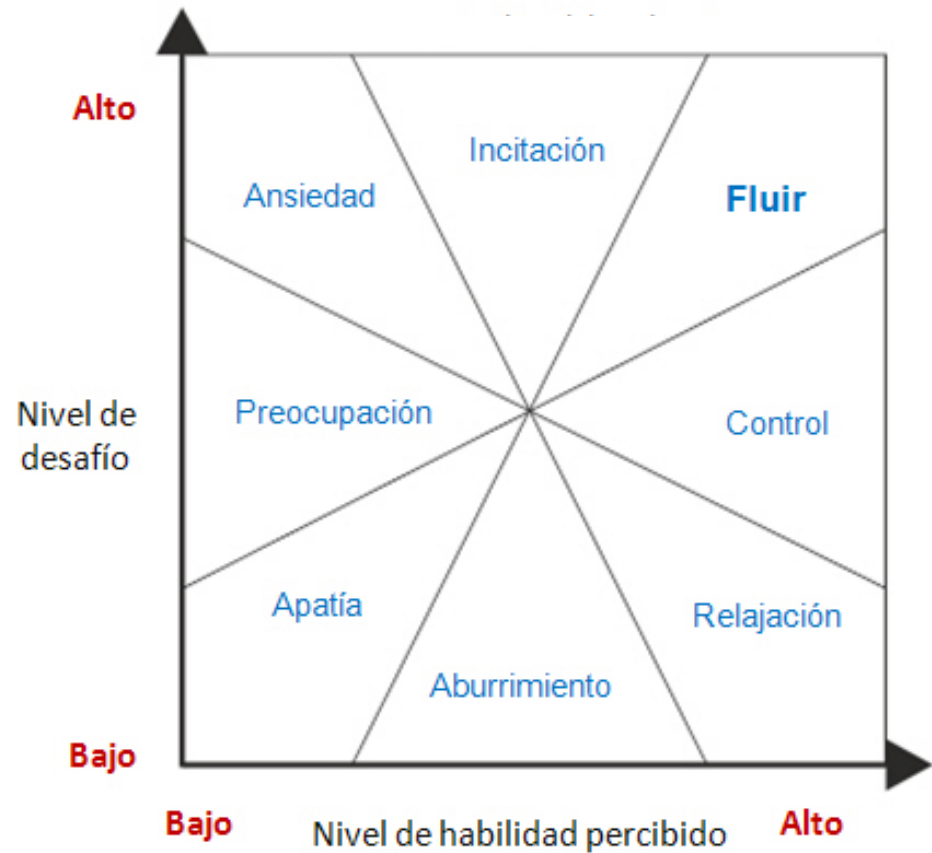 Alto
Incitación
Ansiedad
Fluir
Nivel de
desafío
Preocupación
Control
Apatía
Relajación
Aburrimiento
Bajo
Bajo
Nivel de habilidad percibido
Alto